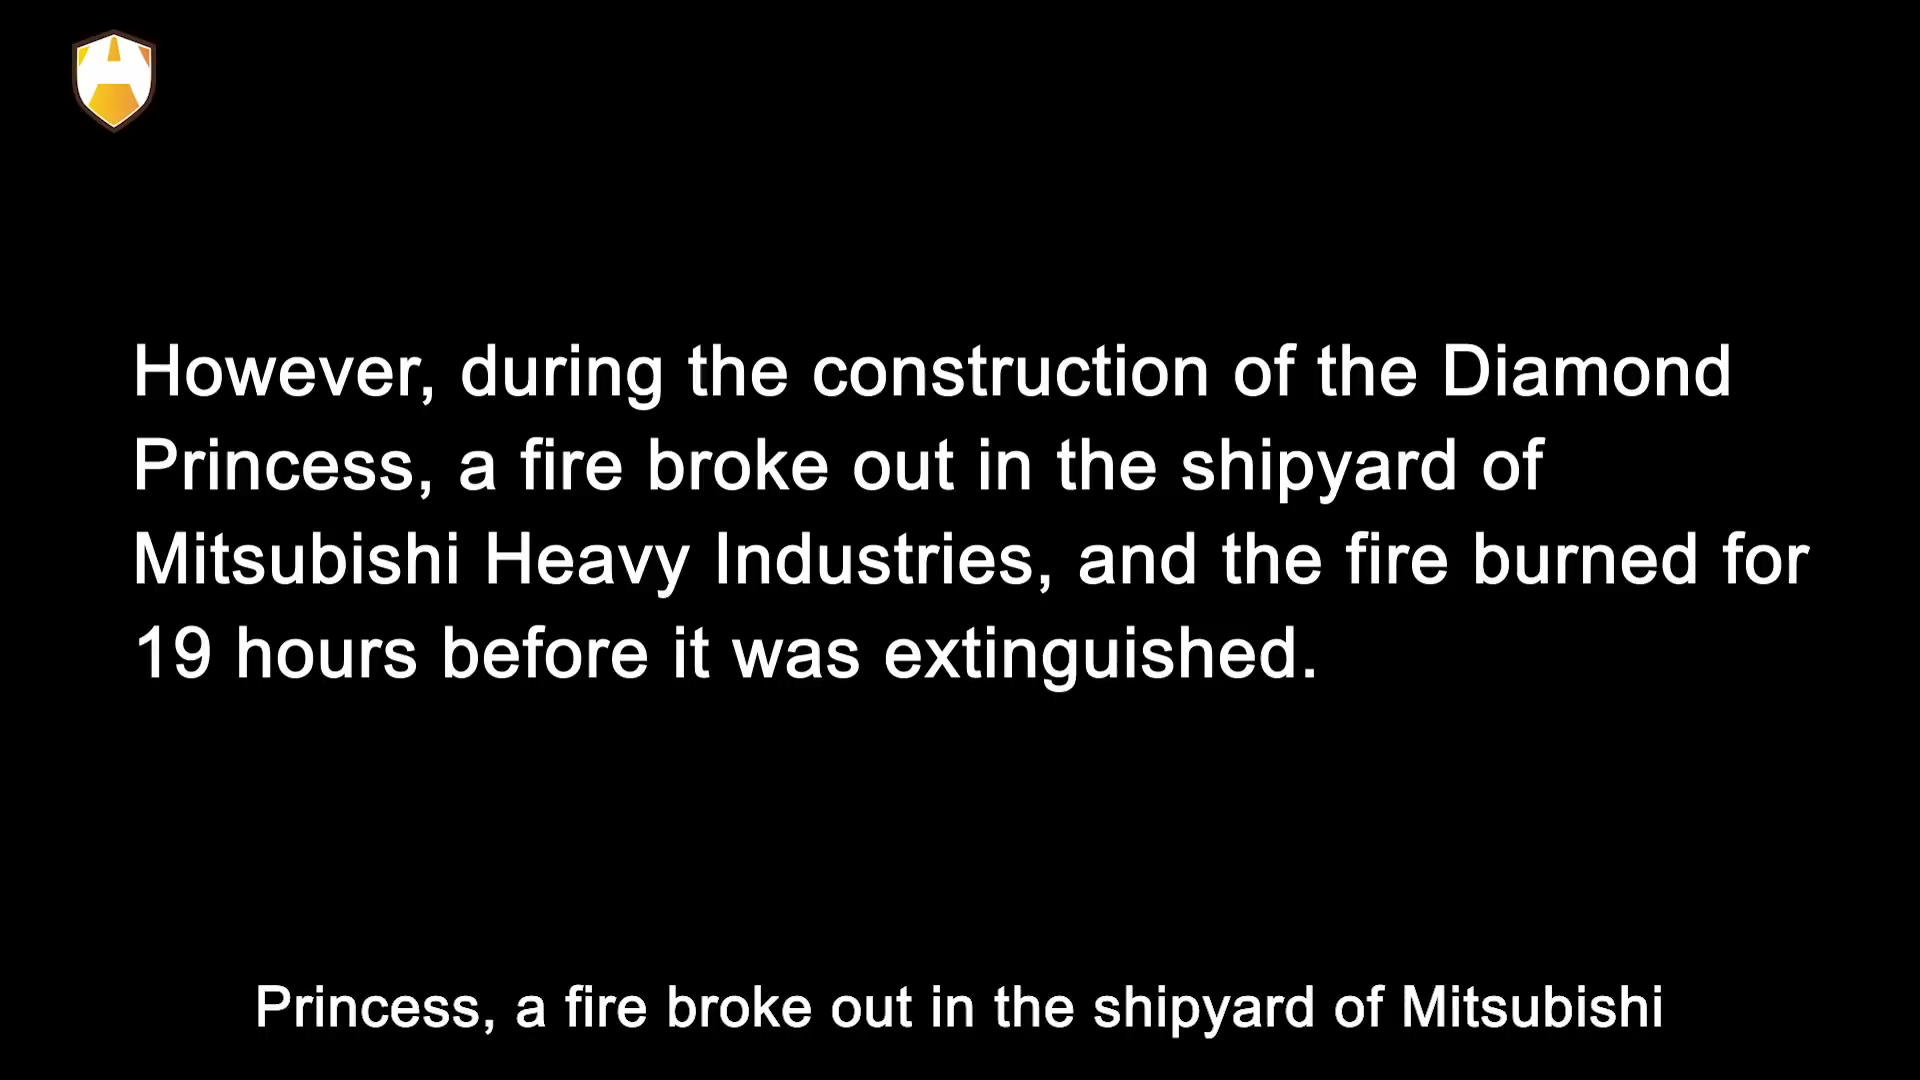 However, during the construction of the Diamond
Princess, a fire broke out in the shipyard of
Mitsubishi Heavy Industries, and the fire burned for
19 hours before it was extinguished.
Princess, a fire broke out in the shipyard of Mitsubishi